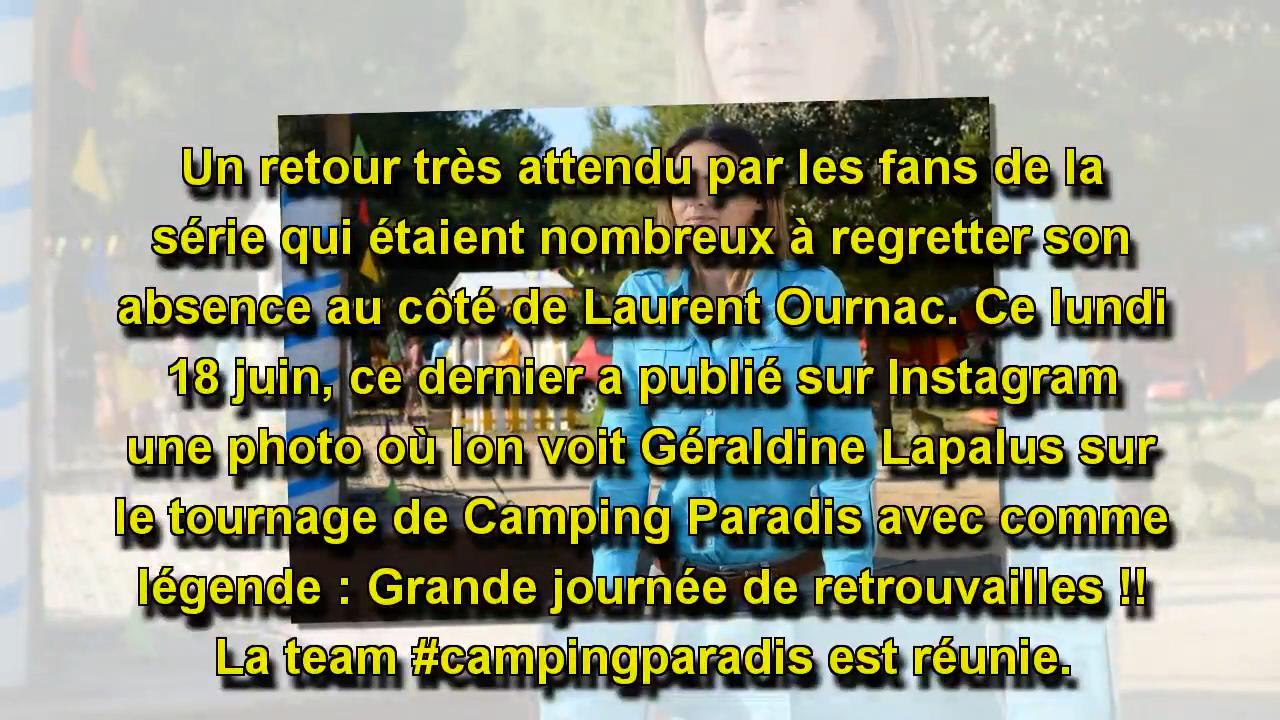 Un retour très attendu par les fans de la
série qui étaient nombreux à regretter son
absence au côté de Laurent Ournac. Ce lundi
18 juin, ce dernier a publié sur Instagram
une photo où lon voit Géraldine Lapalus sur
le tournage de Camping Paradis avec comme
légende : Grande journée de retrouvailles !!
La team #campingparadis est réunie.